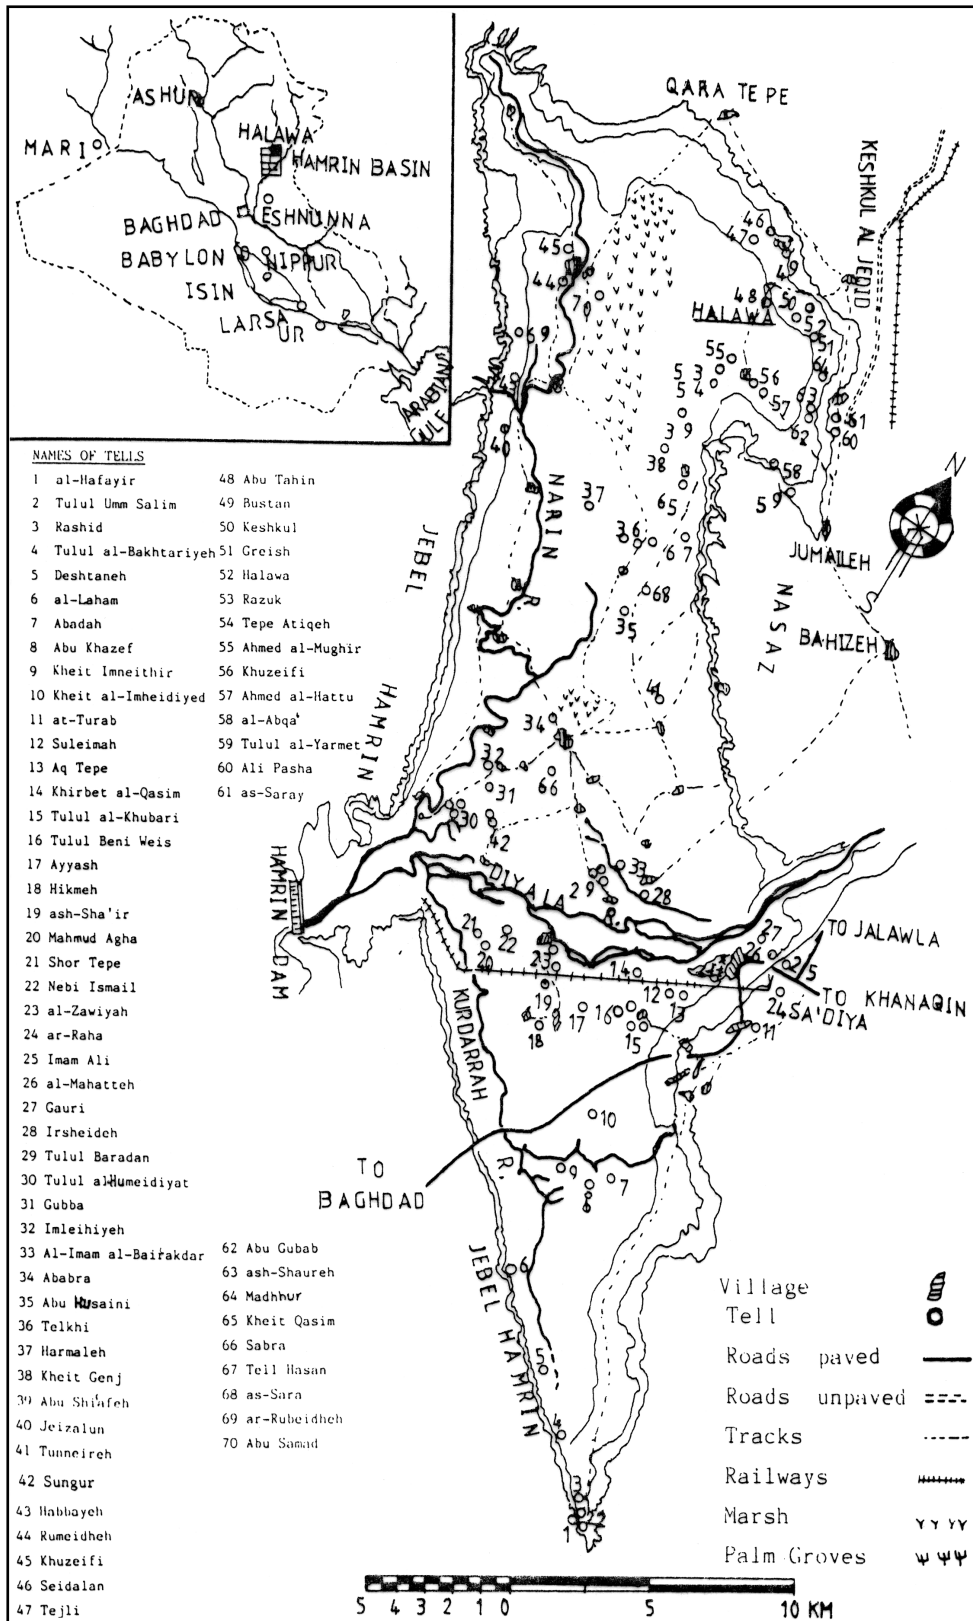 ASHUR
MARI
HALAWA
HAMRIN BASIN
BAGHDAD
ESHNUNNA
BABYLON
NIPPUR
ISIN
LARSA
UR
ARABIAN
GULF
QARA TEPE
KESHKUL AL JEDID
HALAWA
NARIN
R.
JEBEL
HAMRIN
NASAZ
JUMAILEH
BAHIZEH
N
S
HAMRIN DAM
DIYALA
R.
TO JALAWLA
TO KHANAQIN
SA'DIYA
KURDARRAH
R.
TO
BAGHDAD
JEBEL HAMRIN
NAMES OF TELLS
1 al-Hafayir
2 Tulul Umm Salim
3 Rashid
4 Tulul al-Bakhtariyeh
5 Deshtaneh
6 al-Laham
7 Abadah
8 Abu Khazef
9 Kheit Imneithir
10 Kheit al-Imheidiyed
11 at-Turab
12 Suleimah
13 Aq Tepe
14 Khirbet al-Qasim
15 Tulul al-Khubari
16 Tulul Beni Weis
17 Ayyash
18 Hikmeh
19 ash-Sha'ir
20 Mahmud Agha
21 Shor Tepe
22 Nebi Ismail
23 al-Zawiyah
24 ar-Raha
25 Imam Ali
26 al-Mahatteh
27 Gauri
28 Irsheideh
29 Tulul Baradan
30 Tulul al-Humeidiyat
31 Gubba
32 Imleihiyeh
33 Al-Imam al-Bairakdar
34 Ababra
35 Abu Husaini
36 Telkhi
37 Harmaleh
38 Kheit Genj
39 Abu Shi'afeh
40 Jeizalun
41 Tunneireh
42 Sungur
43 Habbayeh
44 Rumeidheh
45 Khuzeifi
46 Seidalan
47 Tejli
48 Abu Tahin
49 Bustan
50 Keshkul
51 Greish
52 Halawa
53 Razuk
54 Tepe Atiqeh
55 Ahmed al-Mughir
56 Khuzeifi
57 Ahmed al-Hattu
58 al-Abqa'
59 Tulul al-Yarmet
60 Ali Pasha
61 as-Saray
62 Abu Gubab
63 ash-Shaureh
64 Madhhur
65 Kheit Qasim
66 Sabra
67 Tell Hasan
68 as-Sara
69 ar-Rubeidheh
70 Abu Samad
Village
Tell
Roads paved
Roads unpaved
Tracks
Railways
Marsh
Palm Groves
5 4 3 2 1 0 5 10 KM